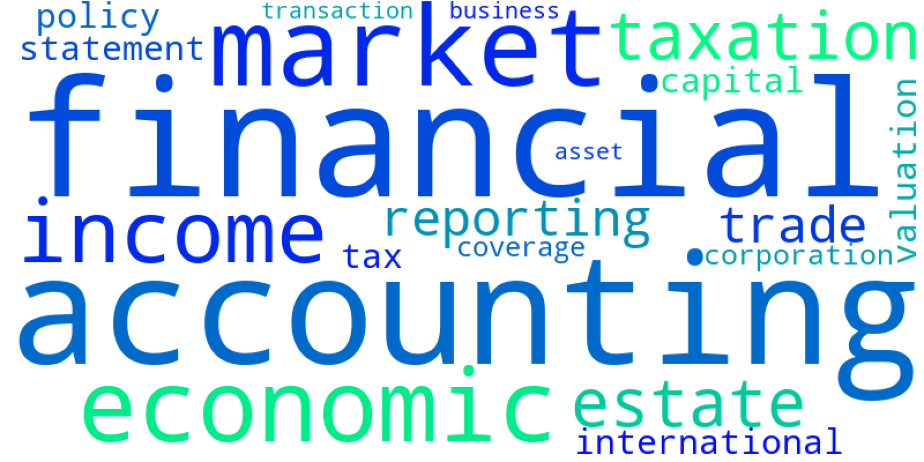 transaction business
policy market taxation
statement
capital
financial
asset
valuation
income reporting trade
tax coverage corporation
accounting
economic estate
international